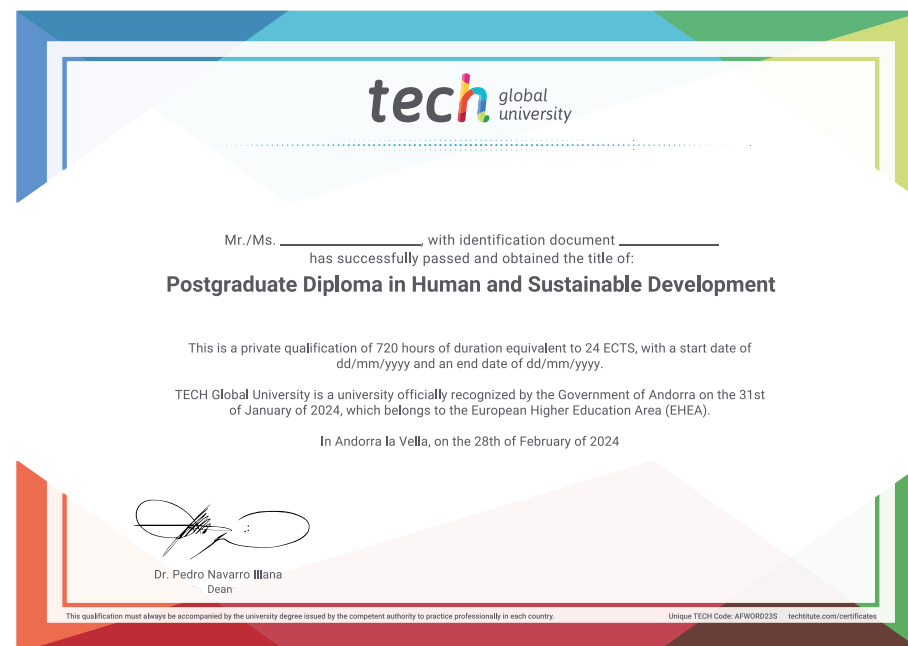 tech global university
Mr./Ms. ____________, with identification document ____________
has successfully passed and obtained the title of:
Postgraduate Diploma in Human and Sustainable Development
This is a private qualification of 720 hours of duration equivalent to 24 ECTS, with a start date of
dd/mm/yyyy and an end date of dd/mm/yyyy.
TECH Global University is a university officially recognized by the Government of Andorra on the 31st
of January of 2024, which belongs to the European Higher Education Area (EHEA).
In Andorra la Vella, on the 28th of February of 2024
Dr. Pedro Navarro Illana
Dean
This qualification must always be accompanied by the university degree issued by the competent authority to practice professionally in each country.
Unique TECH Code: AFWORD23S techtitute.com/certificates